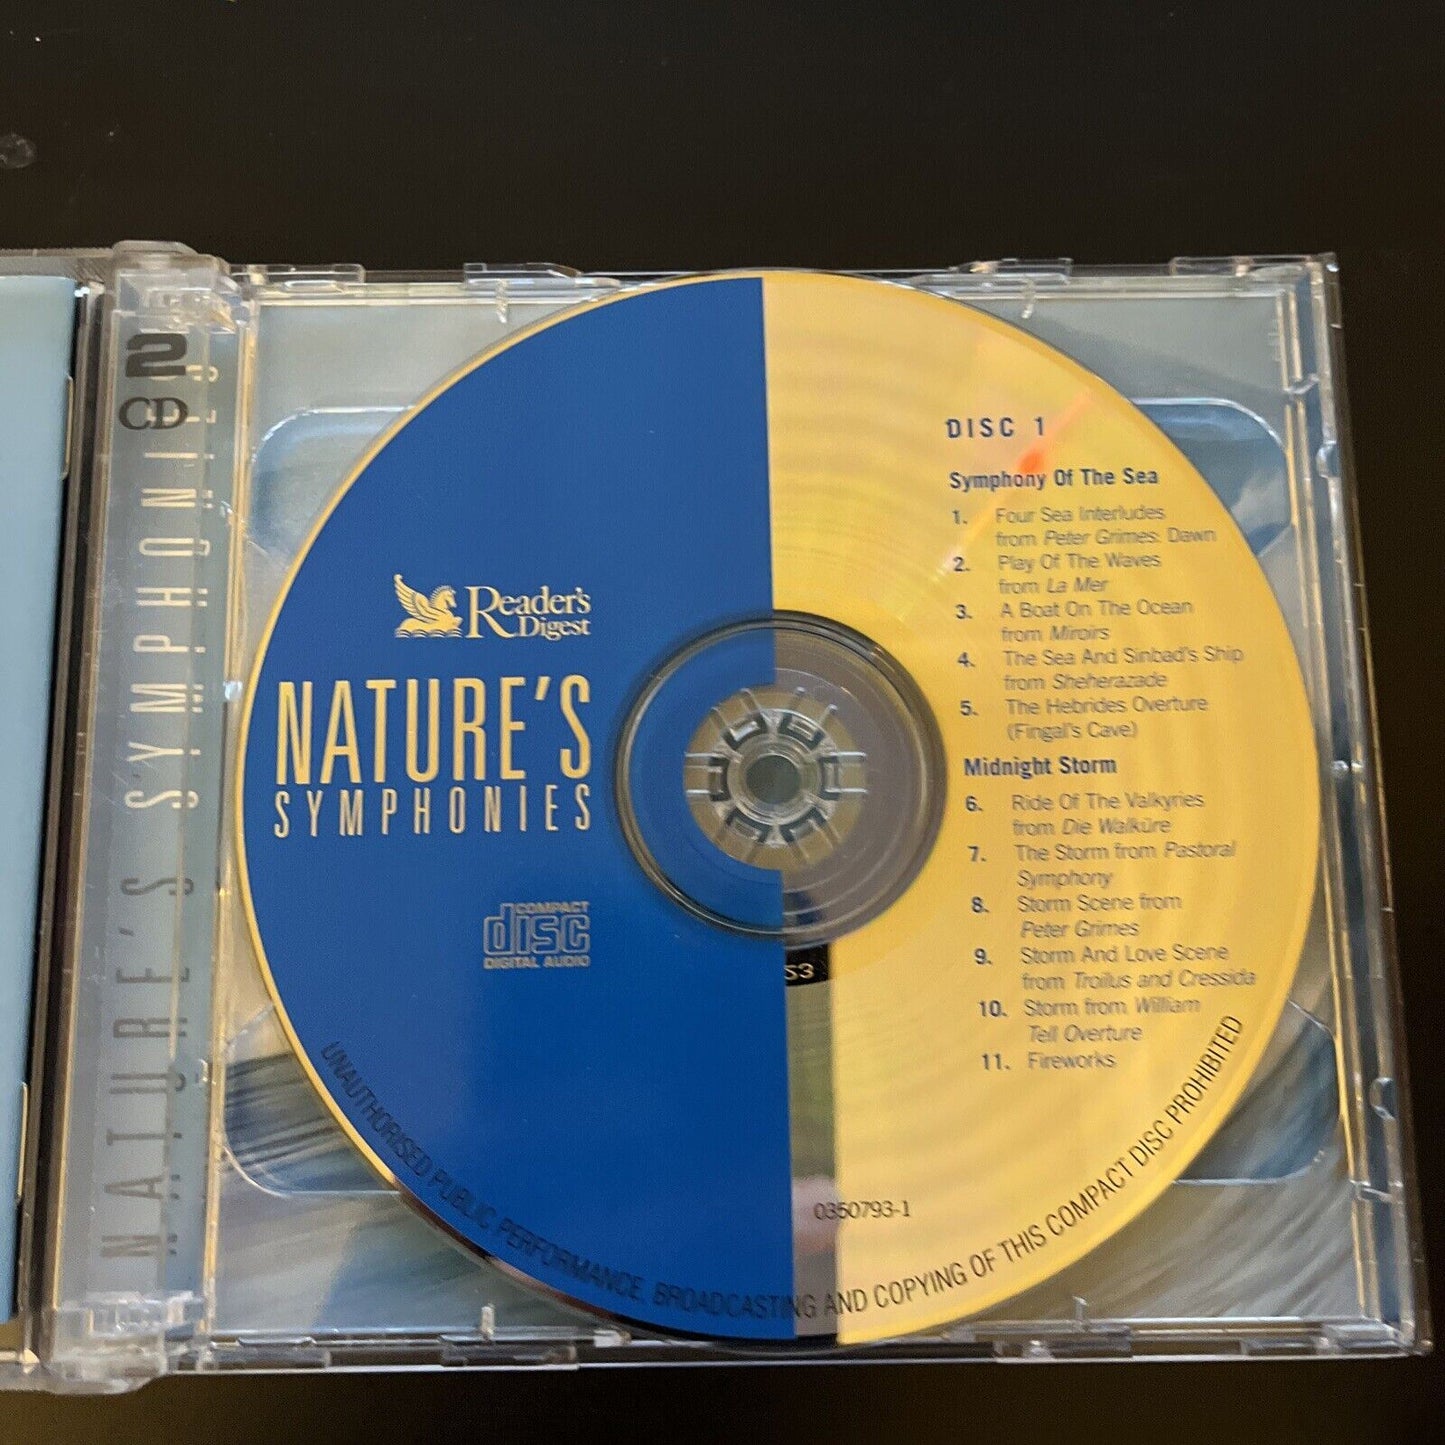 2
CD
NATURE'S SYMPHONIES
Reader's
Digest
NATURE'S
SYMPHONIES
COMPACT
disc
DIGITAL AUDIO
DISC 1
Symphony Of The Sea
1. Four Sea Interludes
from Peter Grimes: Dawn
2. Play Of The Waves
from La Mer
3. A Boat On The Ocean
from Miroirs
4. The Sea And Sinbad's Ship
from Sheherazade
5. The Hebrides Overture
(Fingal's Cave)
Midnight Storm
6. Ride Of The Valkyries
from Die Walküre
7. The Storm from Pastoral
Symphony
8. Storm Scene from
Peter Grimes
9. Storm And Love Scene
from Troilus and Cressida
10. Storm from William
Tell Overture
11. Fireworks
S3
0350793-1
UNAUTHORISED PUBLIC PERFORMANCE, BROADCASTING AND COPYING OF THIS COMPACT DISC PROHIBITED